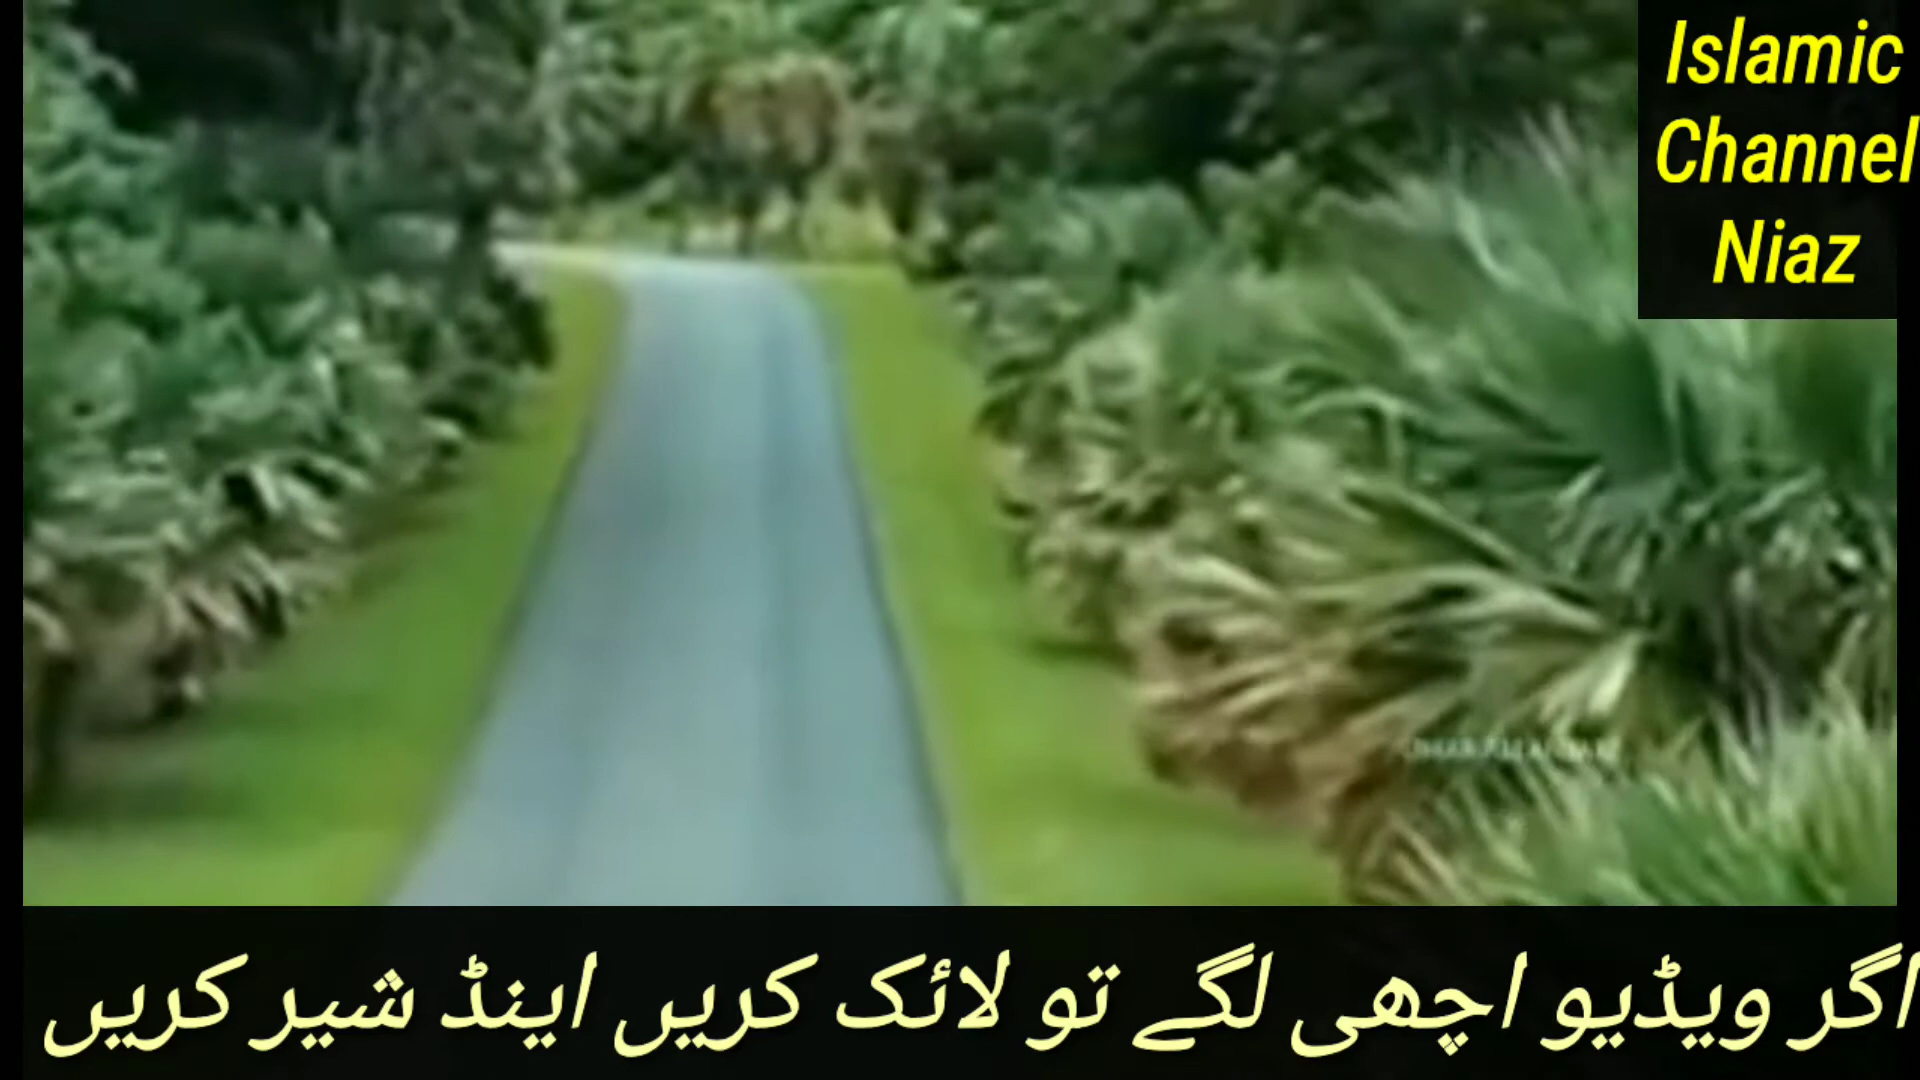 Islamic
Channel
Niaz
اگر ویڈیو اچھی لگے تو لائک کریں اینڈ شیر کریں